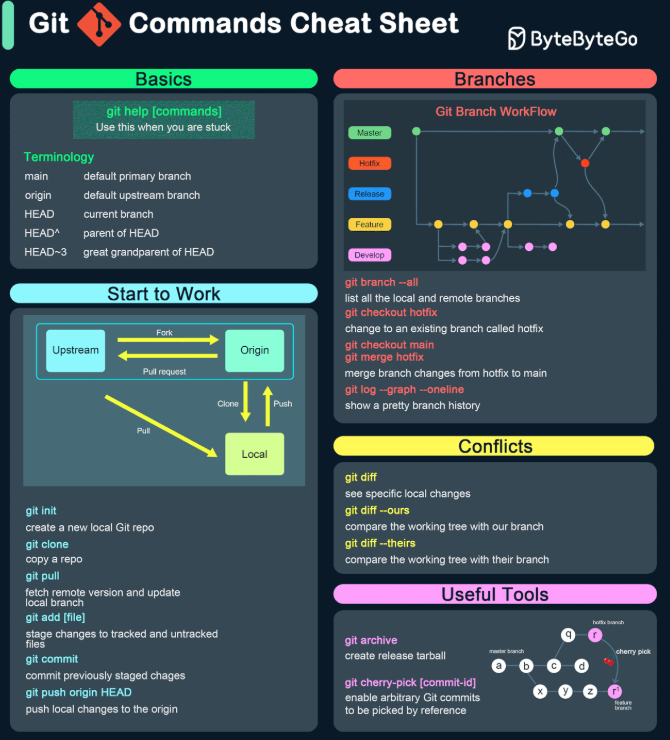 Git Commands Cheat Sheet
ByteByteGo
Basics
git help [commands]
Use this when you are stuck
Terminology
main default primary branch
origin default upstream branch
HEAD current branch
HEAD^ parent of HEAD
HEAD~3 great grandparent of HEAD
Start to Work
Fork
Upstream
Origin
Pull request
Clone
Push
Pull
Local
git init
create a new local Git repo
git clone
copy a repo
git pull
fetch remote version and update
local branch
git add [file]
stage changes to tracked and untracked
files
git commit
commit previously staged chages
git push origin HEAD
push local changes to the origin
Branches
Git Branch WorkFlow
Master
Hotfix
Release
Feature
Develop
git branch --all
list all the local and remote branches
git checkout hotfix
change to an existing branch called hotfix
git checkout main
git merge hotfix
merge branch changes from hotfix to main
git log --graph --oneline
show a pretty branch history
Conflicts
git diff
see specific local changes
git diff --ours
compare the working tree with our branch
git diff --theirs
compare the working tree with their branch
Useful Tools
git archive
create release tarball
git cherry-pick [commit-id]
enable arbitrary Git commits
to be picked by reference
hotfix branch
q r
master branch
cherry pick
a b c d
x y z r'
feature
branch